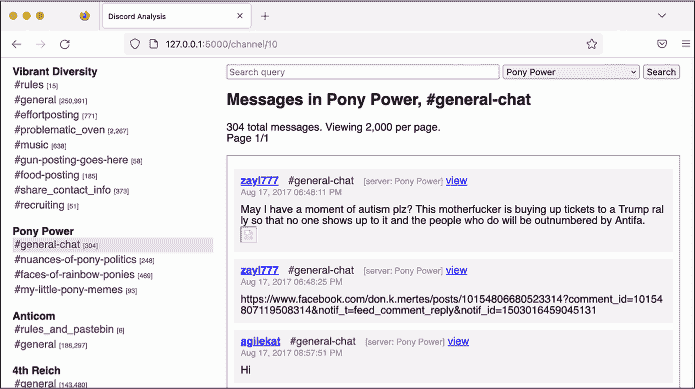 Discord Analysis
127.0.0.1:5000/channel/10
Vibrant Diversity
#rules [15]
#general [250,991]
#effortposting [771]
#problematic_oven [2,267]
#music [638]
#gun-posting-goes-here [58]
#food-posting [185]
#share_contact_info [373]
#recruiting [51]
Pony Power
#general-chat [304]
#nuances-of-pony-politics [248]
#faces-of-rainbow-ponies [469]
#my-little-pony-memes [93]
Anticom
#rules_and_pastebin [6]
#general [186,297]
4th Reich
#general [143,480]
Search query
Pony Power
Search
Messages in Pony Power, #general-chat
304 total messages. Viewing 2,000 per page.
Page 1/1
zayl777 #general-chat [server: Pony Power] view
Aug 17, 2017 06:48:11 PM
May I have a moment of autism plz? This motherfucker is buying up tickets to a Trump ral
ly so that no one shows up to it and the people who do will be outnumbered by Antifa.
zayl777 #general-chat [server: Pony Power] view
Aug 17, 2017 06:48:25 PM
https://www.facebook.com/don.k.mertes/posts/10154806680523314?comment_id=10154
807119508314&notif_t=feed_comment_reply&notif_id=1503016459045131
agilekat #general-chat [server: Pony Power] view
Aug 17, 2017 08:57:51 PM
Hi